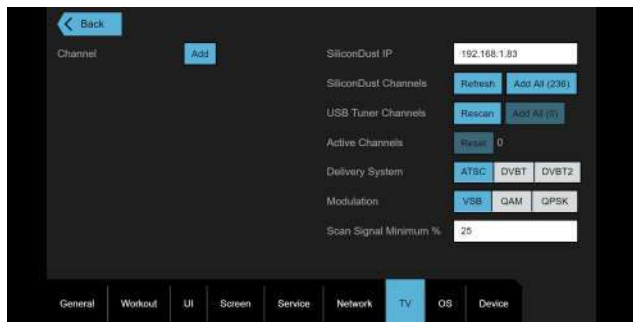 Back
Channel Add
SiliconDust IP 192.168.1.83
SiliconDust Channels Refresh Add All (236)
USB Tuner Channels Rescan Add All (0)
Active Channels Reset 0
Delivery System ATSC DVBT DVBT2
Modulation VSB QAM QPSK
Scan Signal Minimum % 25
General Workout UI Screen Service Network TV OS Device